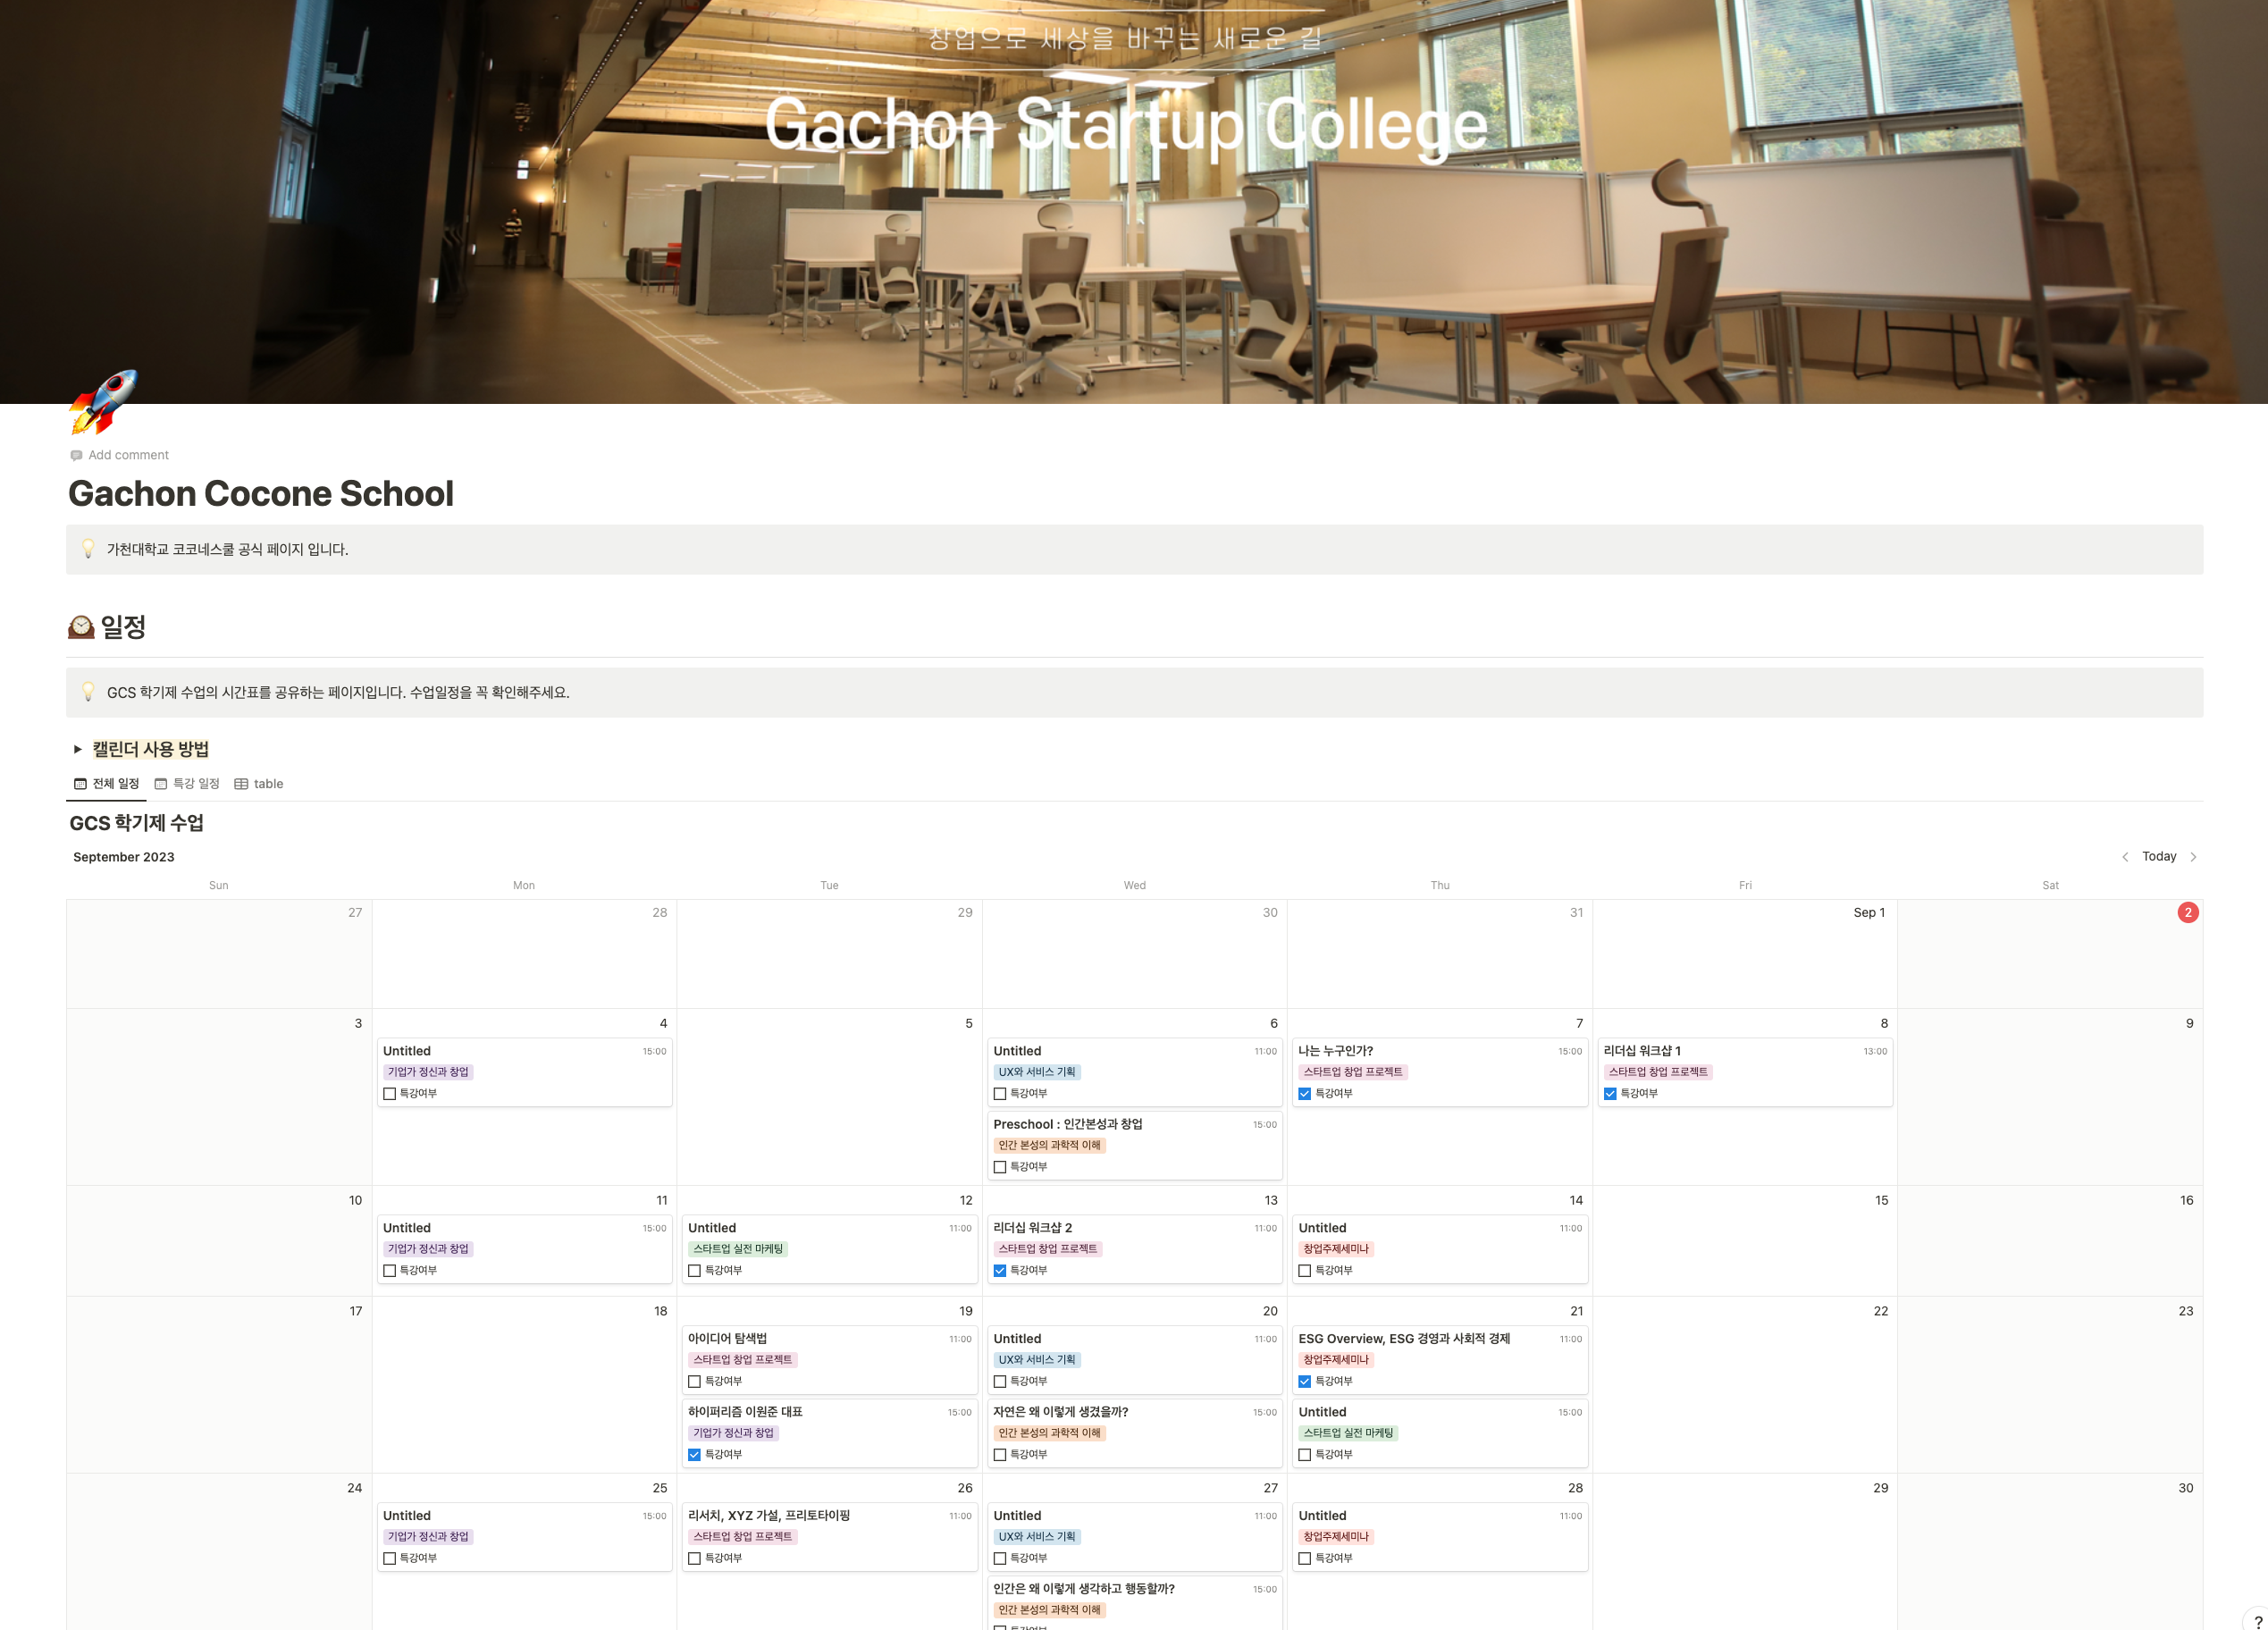 창업으로 세상을 바꾸는 새로운 길
Gachon Startup College
Add comment
Gachon Cocone School
가천대학교 코코네스쿨 공식 페이지 입니다.
일정
GCS 학기제 수업의 시간표를 공유하는 페이지입니다. 수업일정을 꼭 확인해주세요.
캘린더 사용 방법
전체 일정 특강 일정 table
GCS 학기제 수업
September 2023 Today
Sun Mon Tue Wed Thu Fri Sat
27 28 29 30 31 Sep 1 2
3
4
Untitled 15:00
기업가 정신과 창업
특강여부
5
6
Untitled 11:00
UX와 서비스 기획
특강여부
Preschool : 인간본성과 창업 15:00
인간 본성의 과학적 이해
특강여부
7
나는 누구인가? 15:00
스타트업 창업 프로젝트
특강여부
8
리더십 워크샵 1 13:00
스타트업 창업 프로젝트
특강여부
9
10
11
Untitled 15:00
기업가 정신과 창업
특강여부
12
Untitled 11:00
스타트업 실전 마케팅
특강여부
13
리더십 워크샵 2 11:00
스타트업 창업 프로젝트
특강여부
14
Untitled 11:00
창업주제세미나
특강여부
15
16
17
18
19
아이디어 탐색법 11:00
스타트업 창업 프로젝트
특강여부
하이퍼리즘 이원준 대표 15:00
기업가 정신과 창업
특강여부
20
Untitled 11:00
UX와 서비스 기획
특강여부
자연은 왜 이렇게 생겼을까? 15:00
인간 본성의 과학적 이해
특강여부
21
ESG Overview, ESG 경영과 사회적 경제 11:00
창업주제세미나
특강여부
Untitled 15:00
스타트업 실전 마케팅
특강여부
22
23
24
25
Untitled 15:00
기업가 정신과 창업
특강여부
26
리서치, XYZ 가설, 프리토타이핑 11:00
스타트업 창업 프로젝트
특강여부
27
Untitled 11:00
UX와 서비스 기획
특강여부
인간은 왜 이렇게 생각하고 행동할까? 15:00
인간 본성의 과학적 이해
28
Untitled 11:00
창업주제세미나
특강여부
29
30
?